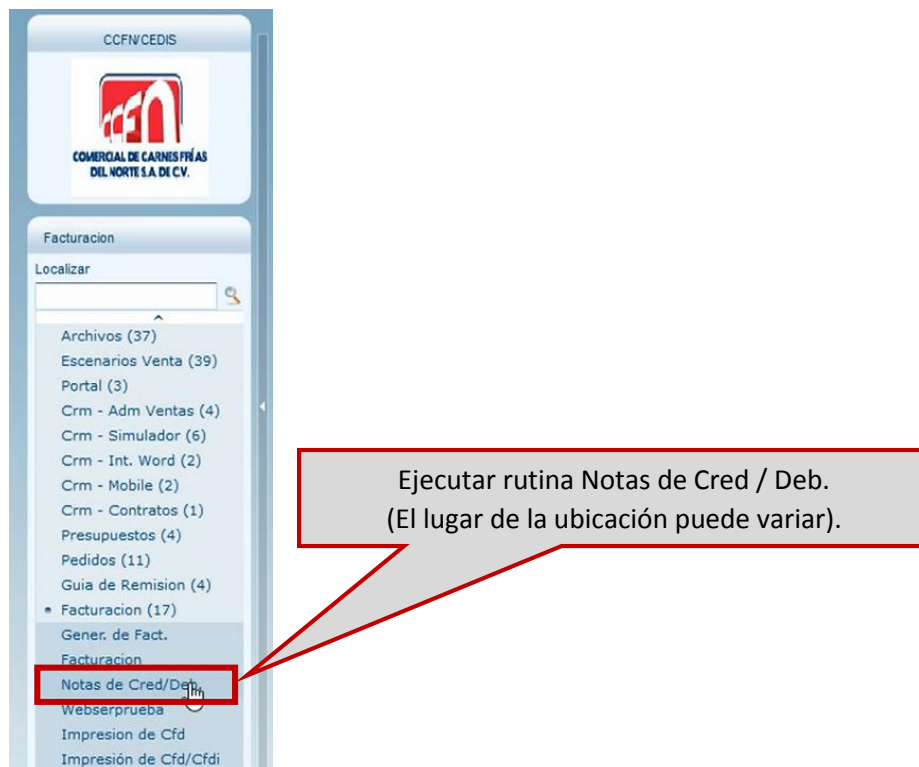 CCFN/CEDIS
COMERCIAL DE CARNES FRÍAS
DEL NORTE S.A. DE C.V.
Facturacion
Localizar
Archivos (37)
Escenarios Venta (39)
Portal (3)
Crm - Adm Ventas (4)
Crm - Simulador (6)
Crm - Int. Word (2)
Crm - Mobile (2)
Crm - Contratos (1)
Presupuestos (4)
Pedidos (11)
Guia de Remision (4)
Facturacion (17)
Gener. de Fact.
Facturacion
Notas de Cred/Deb.
Webserprueba
Impresion de Cfd
Impresión de Cfd/Cfdi
Ejecutar rutina Notas de Cred / Deb.
(El lugar de la ubicación puede variar).